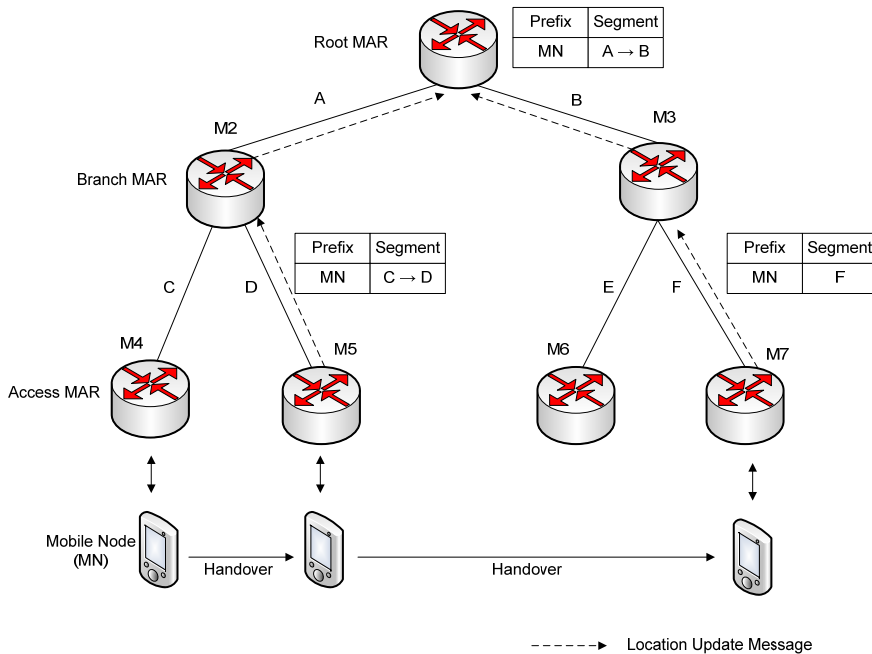 Root MAR
Prefix Segment
MN A → B
A
B
M2
M3
Branch MAR
Prefix Segment
MN C → D
Prefix Segment
MN F
C
D
E
F
M4
M5
M6
M7
Access MAR
Mobile Node
(MN)
Handover
Handover
Location Update Message